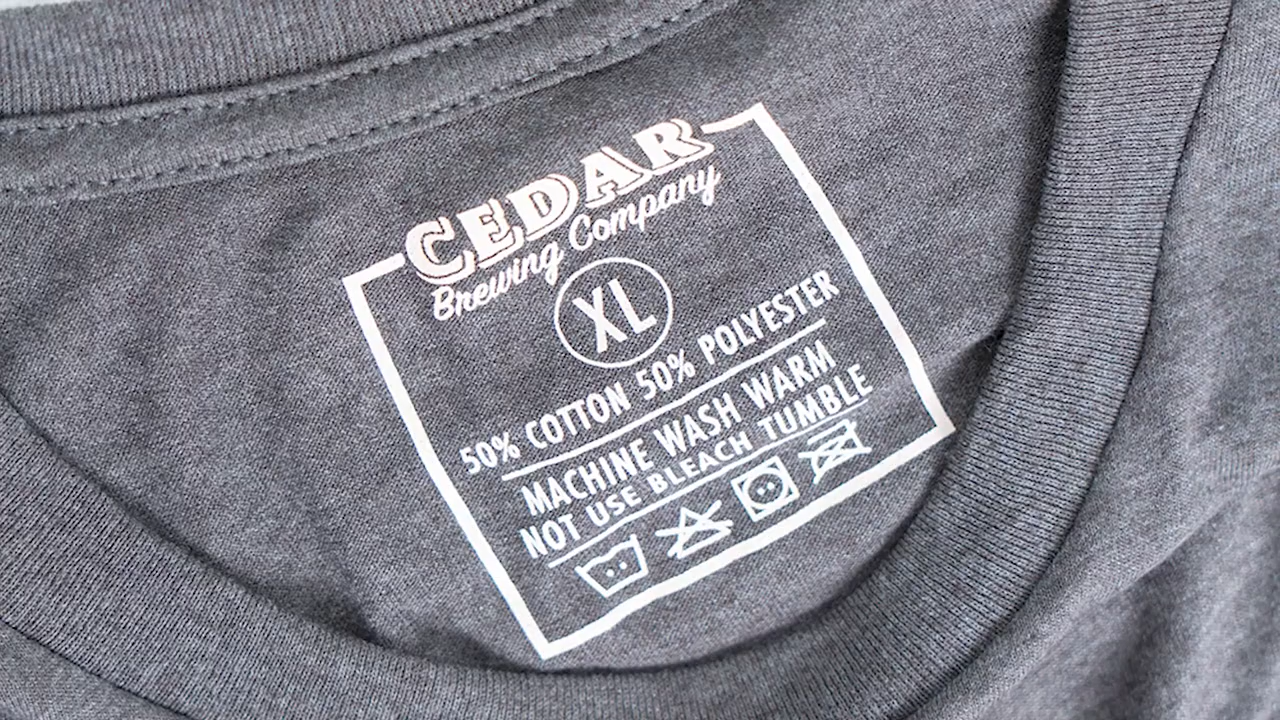 CEDAR
Brewing Company
XL
50% COTTON 50% POLYESTER
MACHINE WASH WARM
NOT USE BLEACH TUMBLE